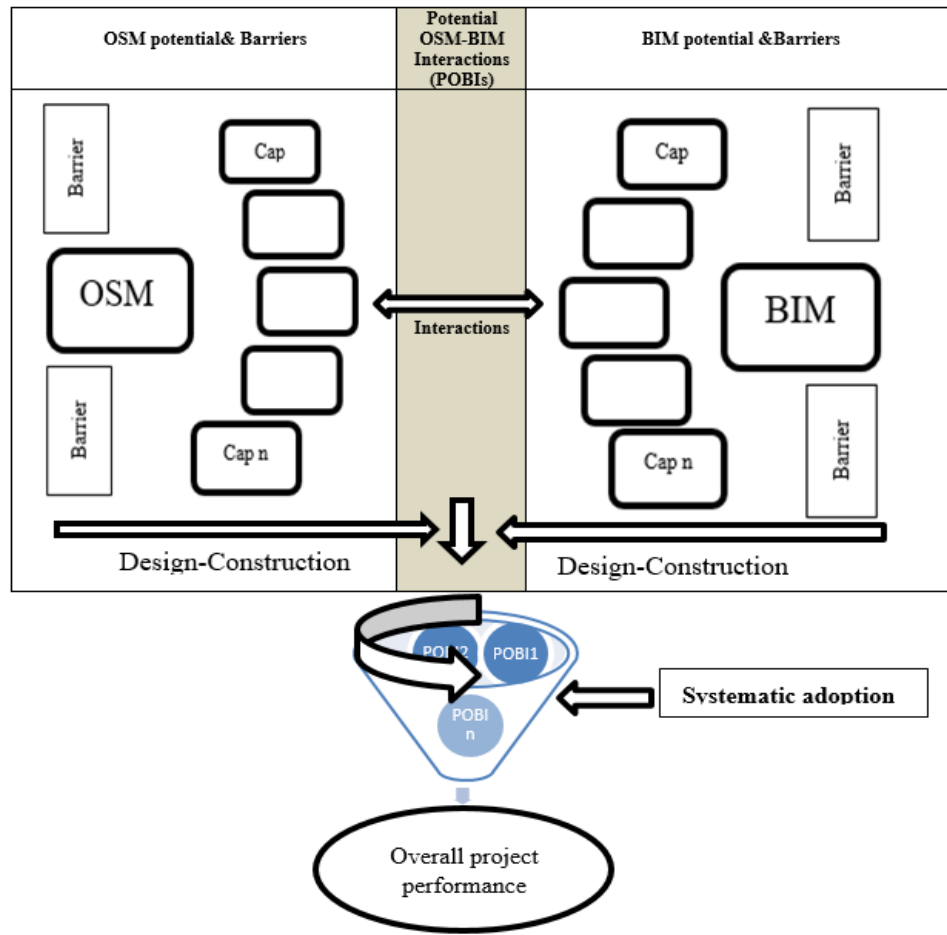 OSM potential& Barriers
Potential
OSM-BIM
Interactions
(POBIs)
BIM potential &Barriers
Barrier
Cap
OSM
Barrier
Cap n
Interactions
Cap
Barrier
BIM
Cap n
Barrier
Design-Construction
Design-Construction
POBI2
POBI1
POBI
n
Systematic adoption
Overall project
performance